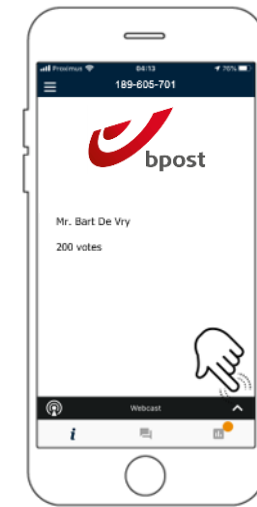 Proximus 04:13 76%
189-605-701
bpost
Mr. Bart De Vry
200 votes
Webcast
i